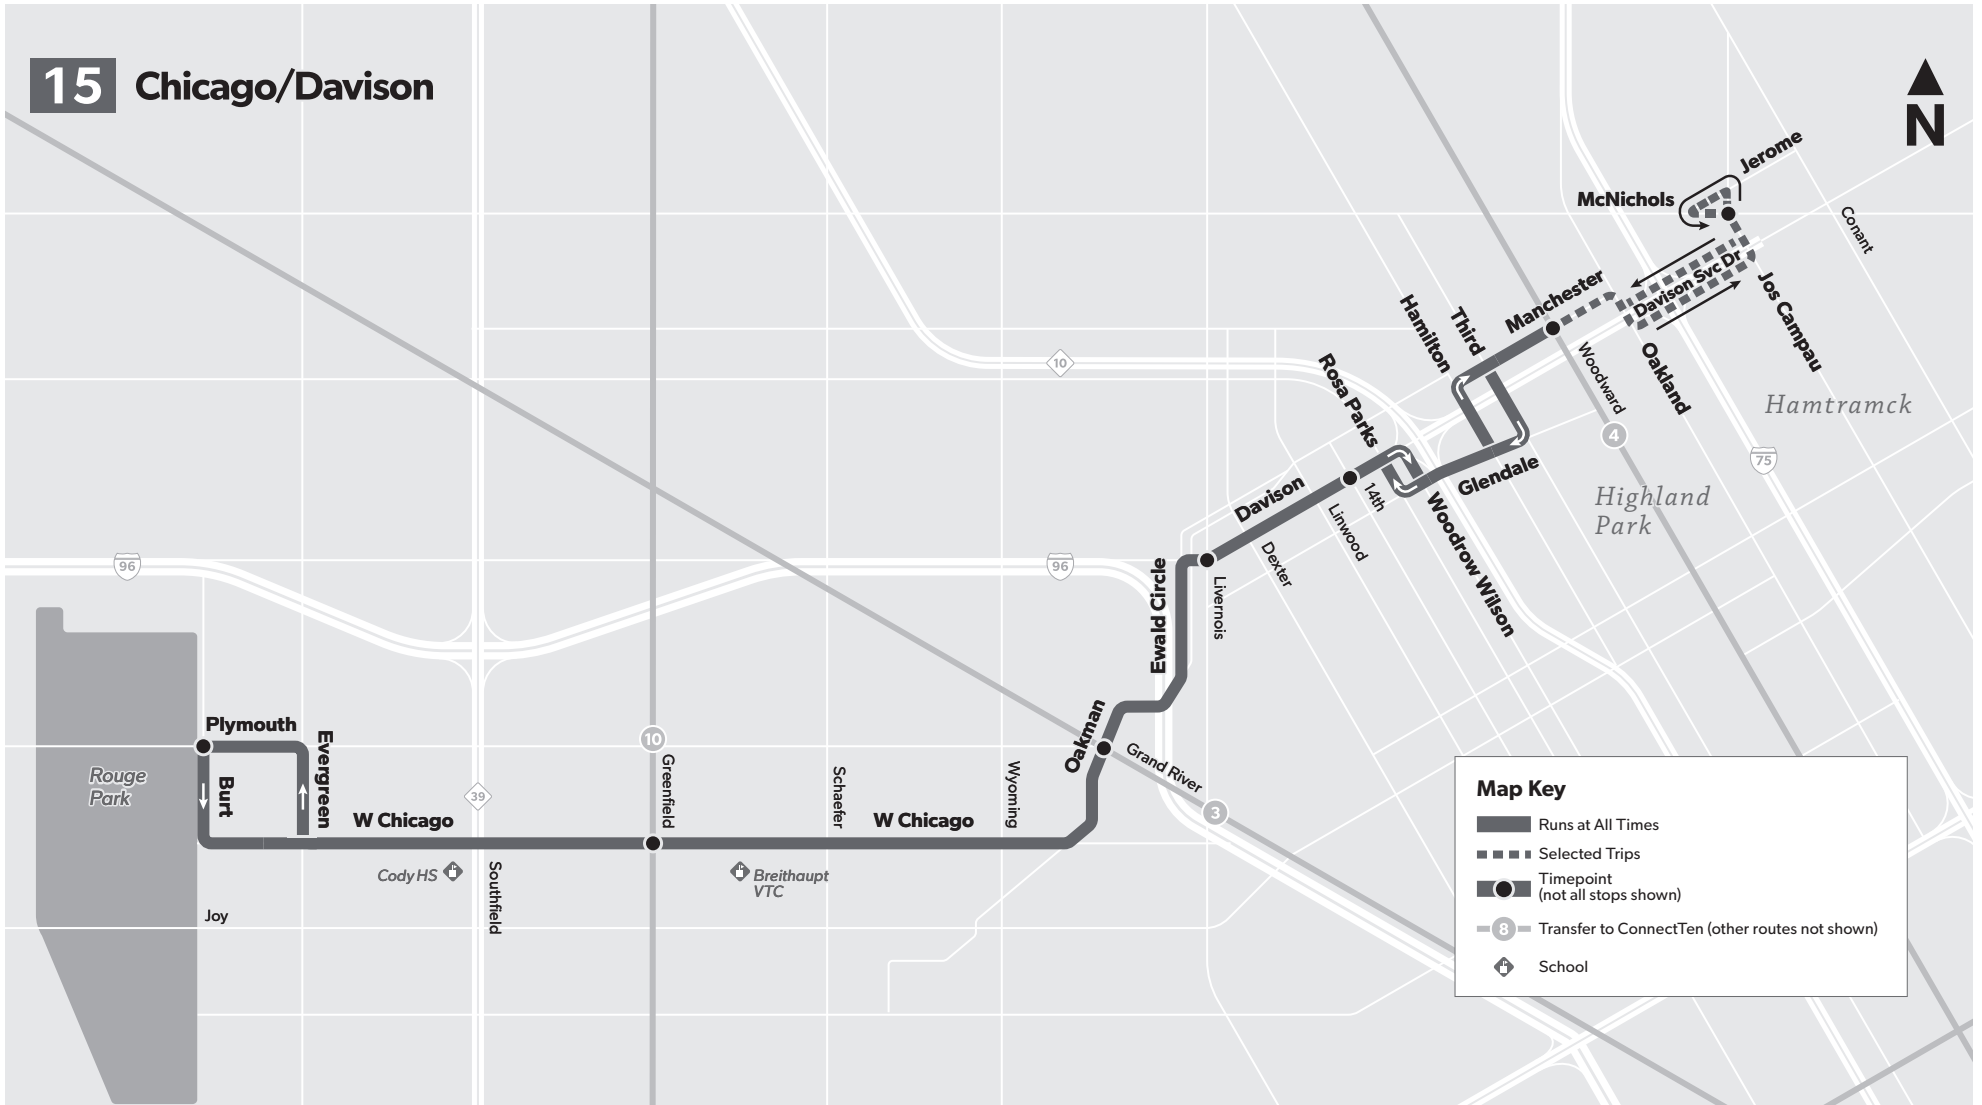 15 Chicago/Davison
N
Jerome
McNichols
Conant
Davison Svc Dr
Jos Campau
Manchester
Third
Hamilton
Woodward
Oakland
Rosa Parks
10
Hamtramck
4
75
Glendale
Highland
Park
Davison
14th
Linwood
Woodrow Wilson
Dexter
96
96
Ewald Circle
Livernois
Oakman
Grand River
3
Plymouth
Evergreen
Burt
Rouge
Park
10
Greenfield
39
Schaefer
Wyoming
W Chicago
W Chicago
Cody HS
Southfield
Breithaupt
VTC
Joy
Map Key
Runs at All Times
Selected Trips
Timepoint
(not all stops shown)
8 Transfer to ConnectTen (other routes not shown)
School